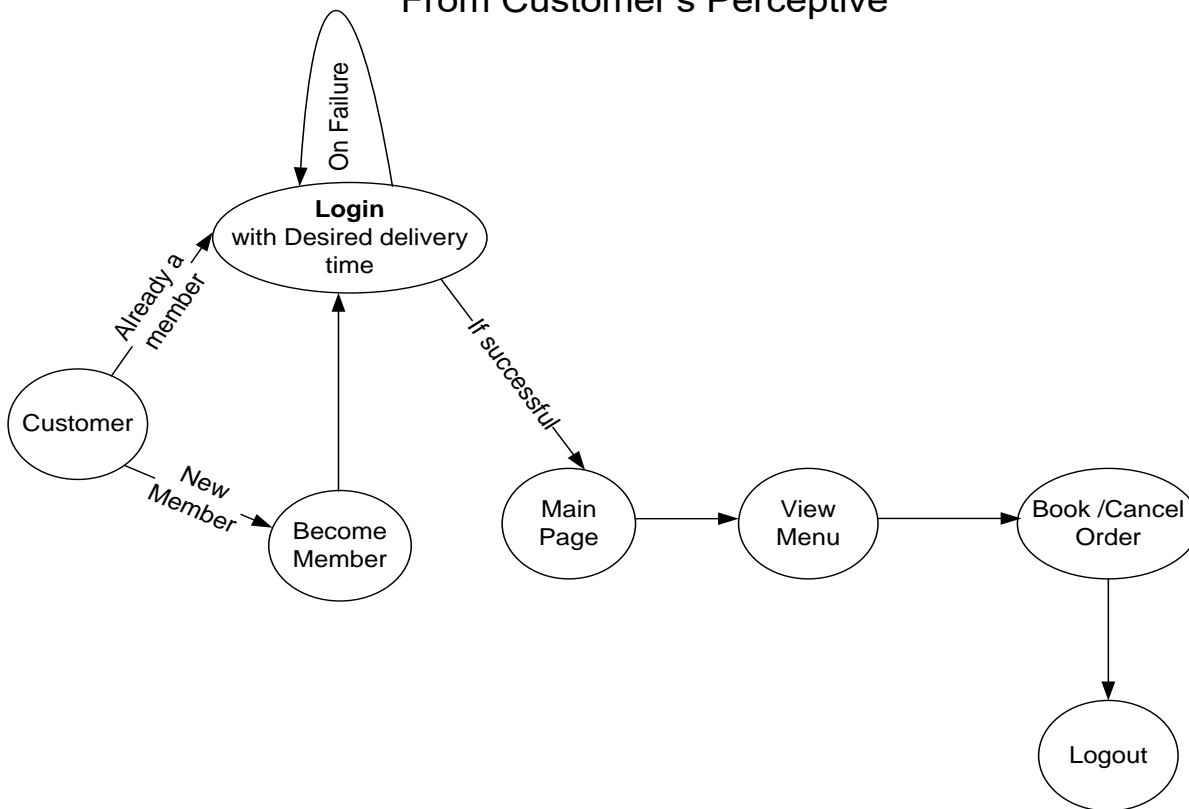 From Customer's Perceptive
On Failure
Login
with Desired delivery
time
Already a
member
If successful
Customer
New
Member
Become
Member
Main
Page
View
Menu
Book /Cancel
Order
Logout